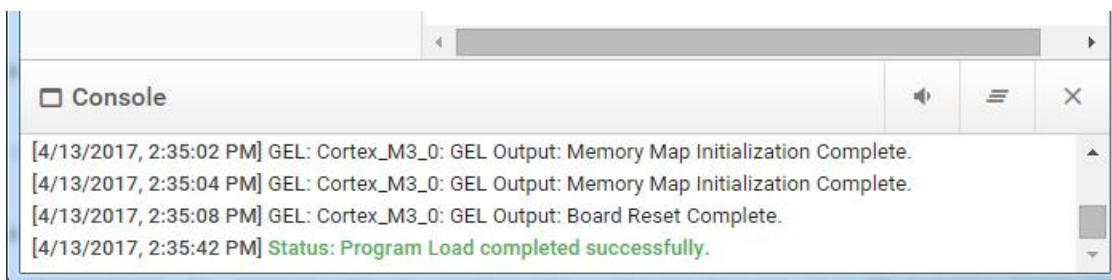 Console
[4/13/2017, 2:35:02 PM] GEL: Cortex_M3_0: GEL Output: Memory Map Initialization Complete.
[4/13/2017, 2:35:04 PM] GEL: Cortex_M3_0: GEL Output: Memory Map Initialization Complete.
[4/13/2017, 2:35:08 PM] GEL: Cortex_M3_0: GEL Output: Board Reset Complete.
[4/13/2017, 2:35:42 PM] Status: Program Load completed successfully.